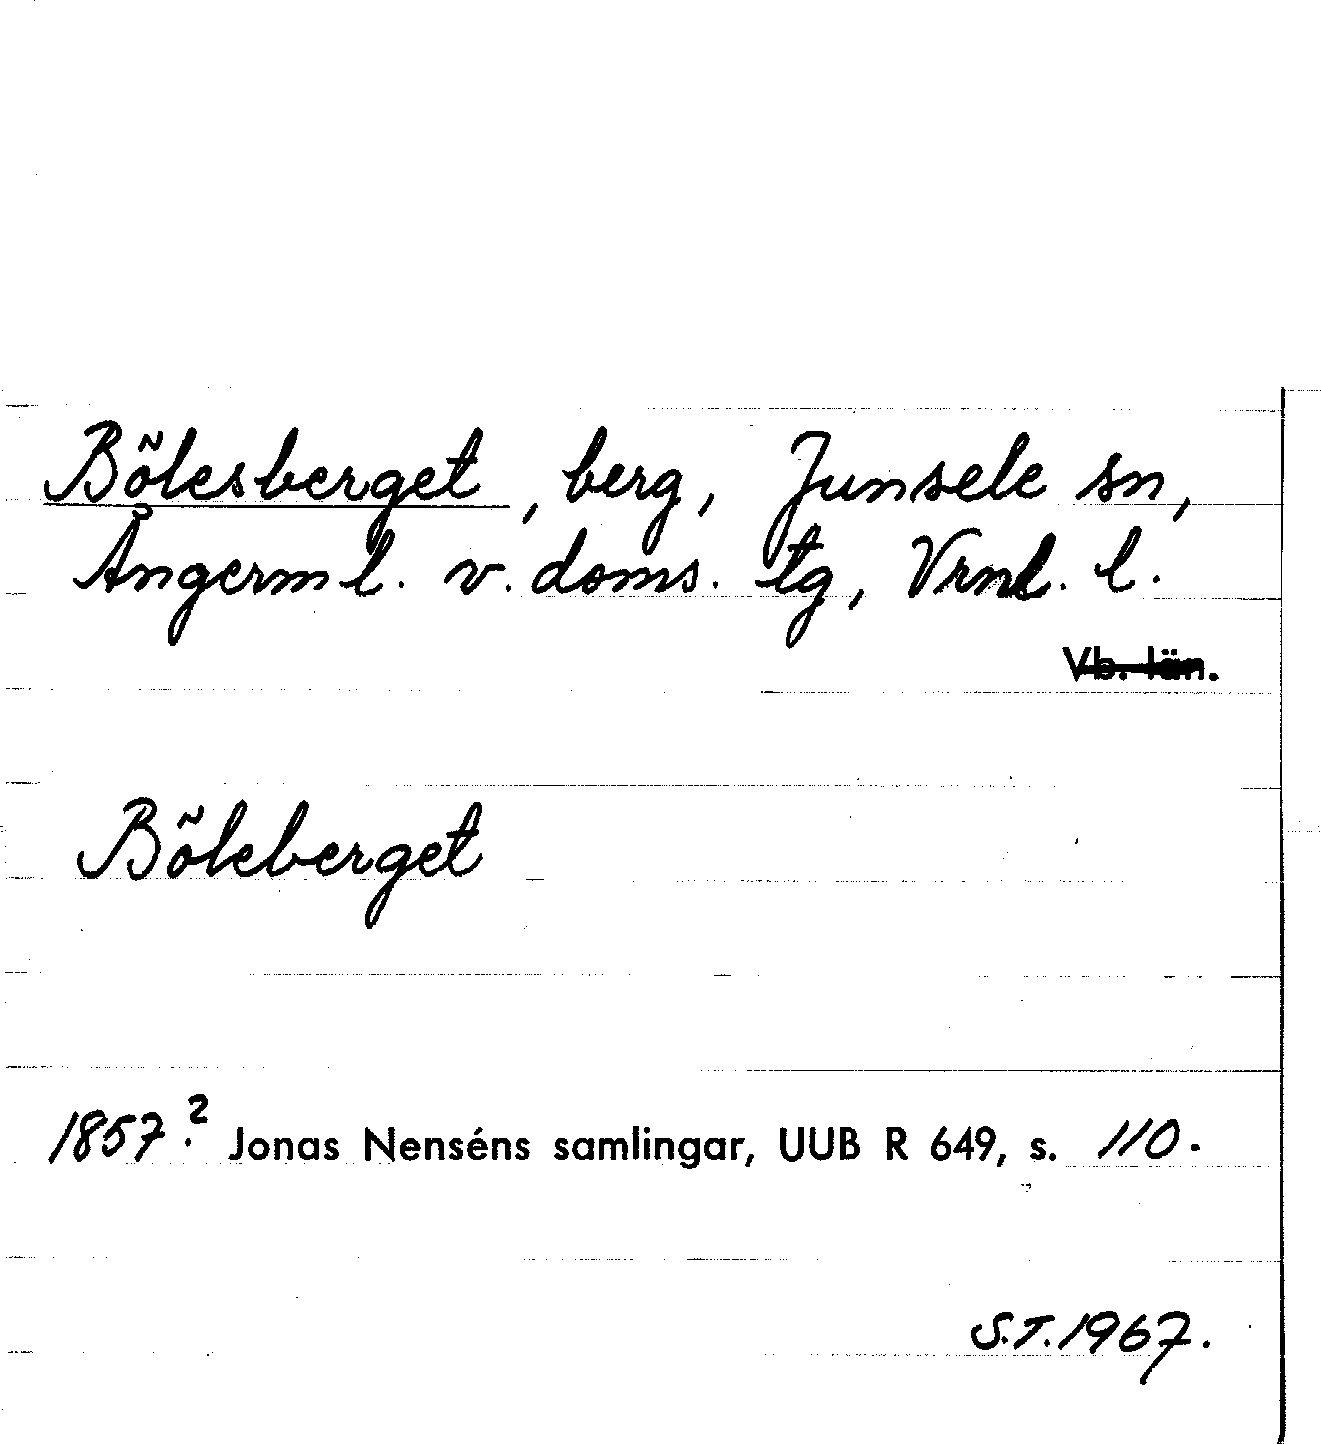 Bölesberget, berg, Junsele sn,
Ångerml. v. doms. tg, Vrnl. l.
Vb. län.
Böleberget
1857.? Jonas Nenséns samlingar, UUB R 649, s. 110.
S.T. 1967.